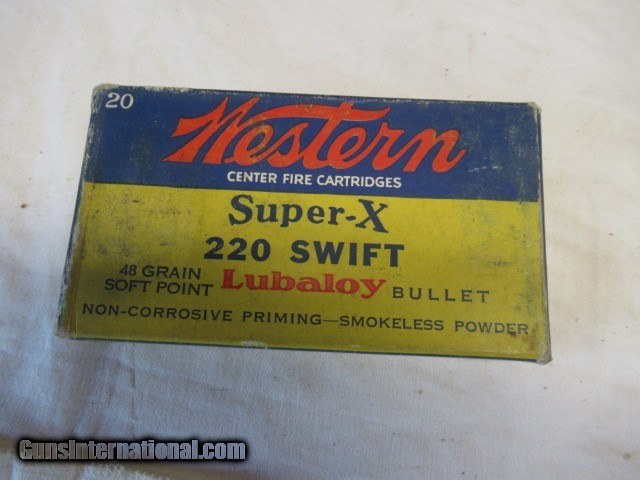 20
Western
CENTER FIRE CARTRIDGES
Super-X
220 SWIFT
48 GRAIN
SOFT POINT Lubaloy BULLET
NON-CORROSIVE PRIMING—SMOKELESS POWDER
GunsInternational.com